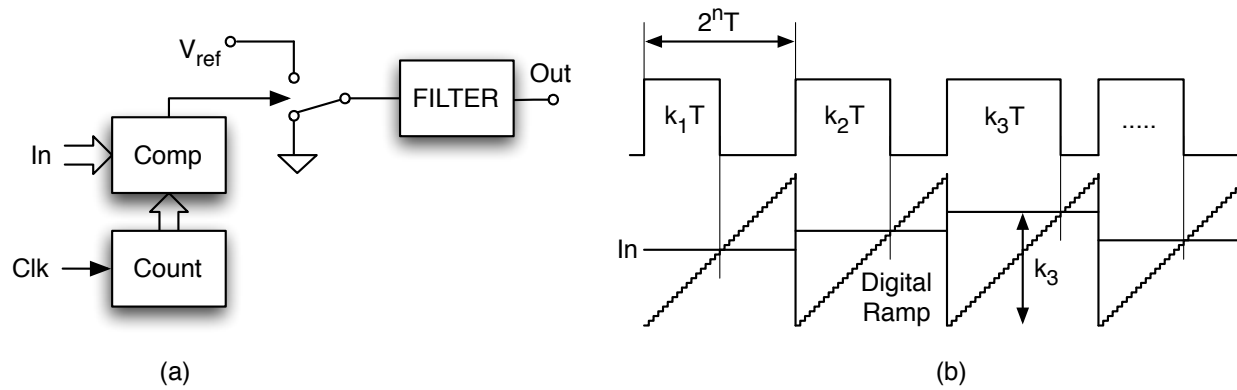 V_ref
Out
FILTER
In
Comp
Clk
Count
(a)
2^nT
k_1T
k_2T
k_3T
.....
In
Digital
Ramp
k_3
(b)